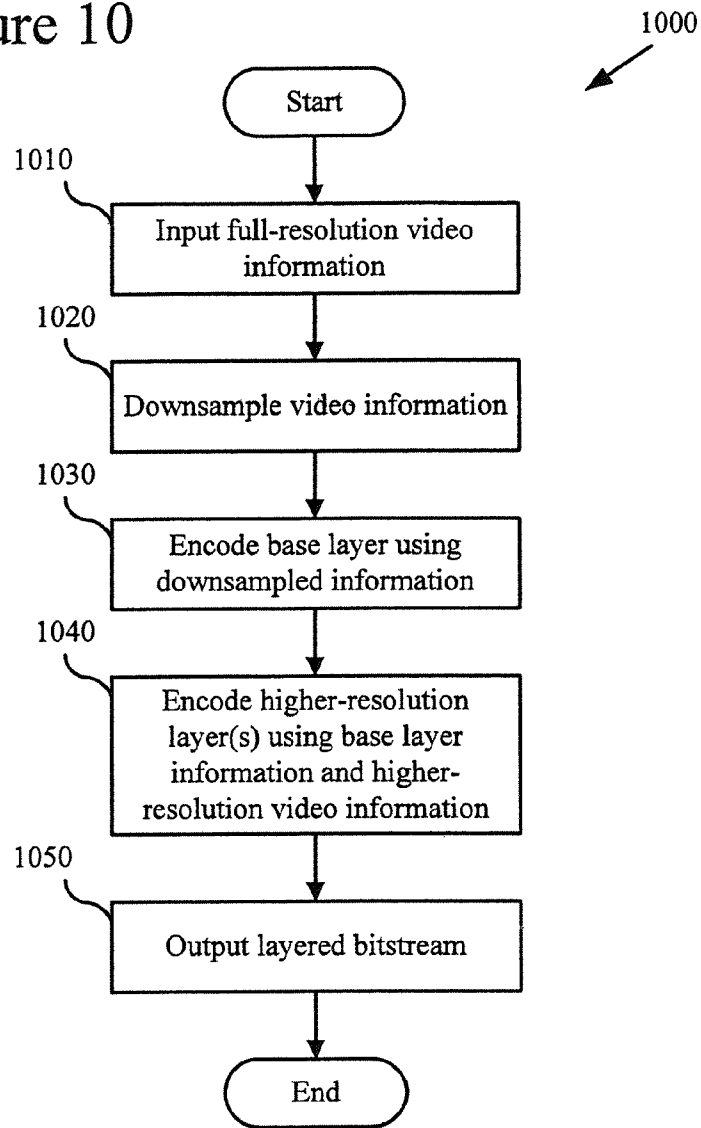 ure 10
1000
Start
1010
Input full-resolution video
information
1020
Downsample video information
1030
Encode base layer using
downsampled information
1040
Encode higher-resolution
layer(s) using base layer
information and higher-
resolution video information
1050
Output layered bitstream
End